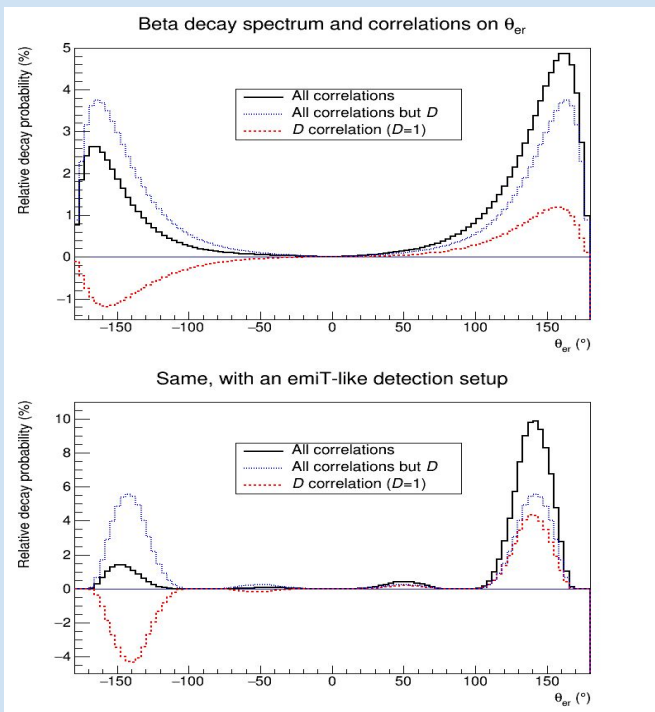 Beta decay spectrum and correlations on θer
Relative decay probability (%)
5
4
3
2
1
0
−1
All correlations
All correlations but D
D correlation (D=1)
−150 −100 −50 0 50 100 150
θer (°)
Same, with an emiT-like detection setup
Relative decay probability (%)
10
8
6
4
2
0
−2
−4
All correlations
All correlations but D
D correlation (D=1)
−150 −100 −50 0 50 100 150
θer (°)